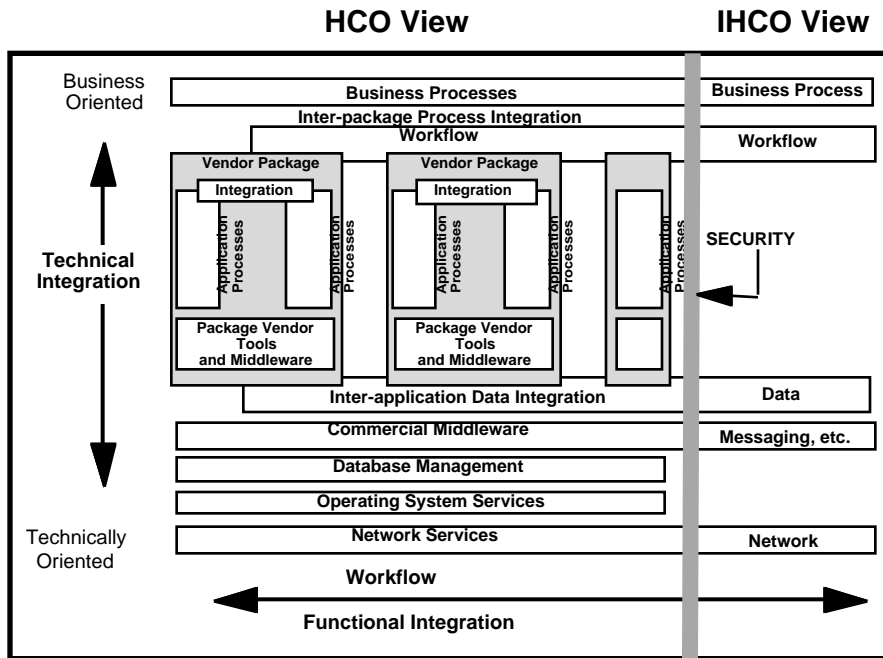 HCO View
IHCO View
Business
Oriented
Business Processes
Business Process
Inter-package Process Integration
Workflow
Workflow
Vendor Package
Vendor Package
Integration
Integration
Application
Processes
Application
Processes
Application
Processes
Application
Processes
Application
Processes
SECURITY
Technical
Integration
Package Vendor
Tools
and Middleware
Package Vendor
Tools
and Middleware
Inter-application Data Integration
Data
Commercial Middleware
Messaging, etc.
Database Management
Operating System Services
Technically
Oriented
Network Services
Network
Workflow
Functional Integration